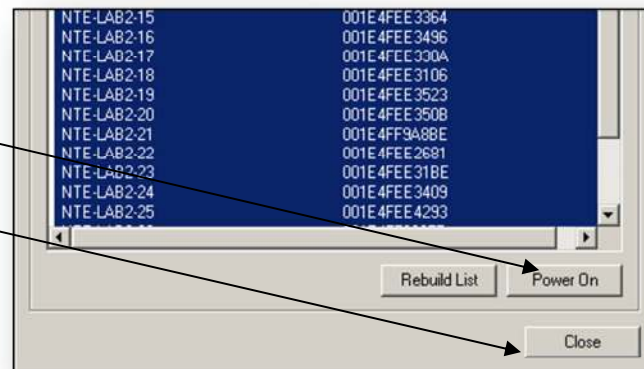 NTE-LAB2-15 001E4FEE3364
NTE-LAB2-16 001E4FEE3496
NTE-LAB2-17 001E4FEE330A
NTE-LAB2-18 001E4FEE3106
NTE-LAB2-19 001E4FEE3523
NTE-LAB2-20 001E4FEE350B
NTE-LAB2-21 001E4FF9A8BE
NTE-LAB2-22 001E4FEE2681
NTE-LAB2-23 001E4FEE31BE
NTE-LAB2-24 001E4FEE3409
NTE-LAB2-25 001E4FEE4293
Rebuild List Power On
Close